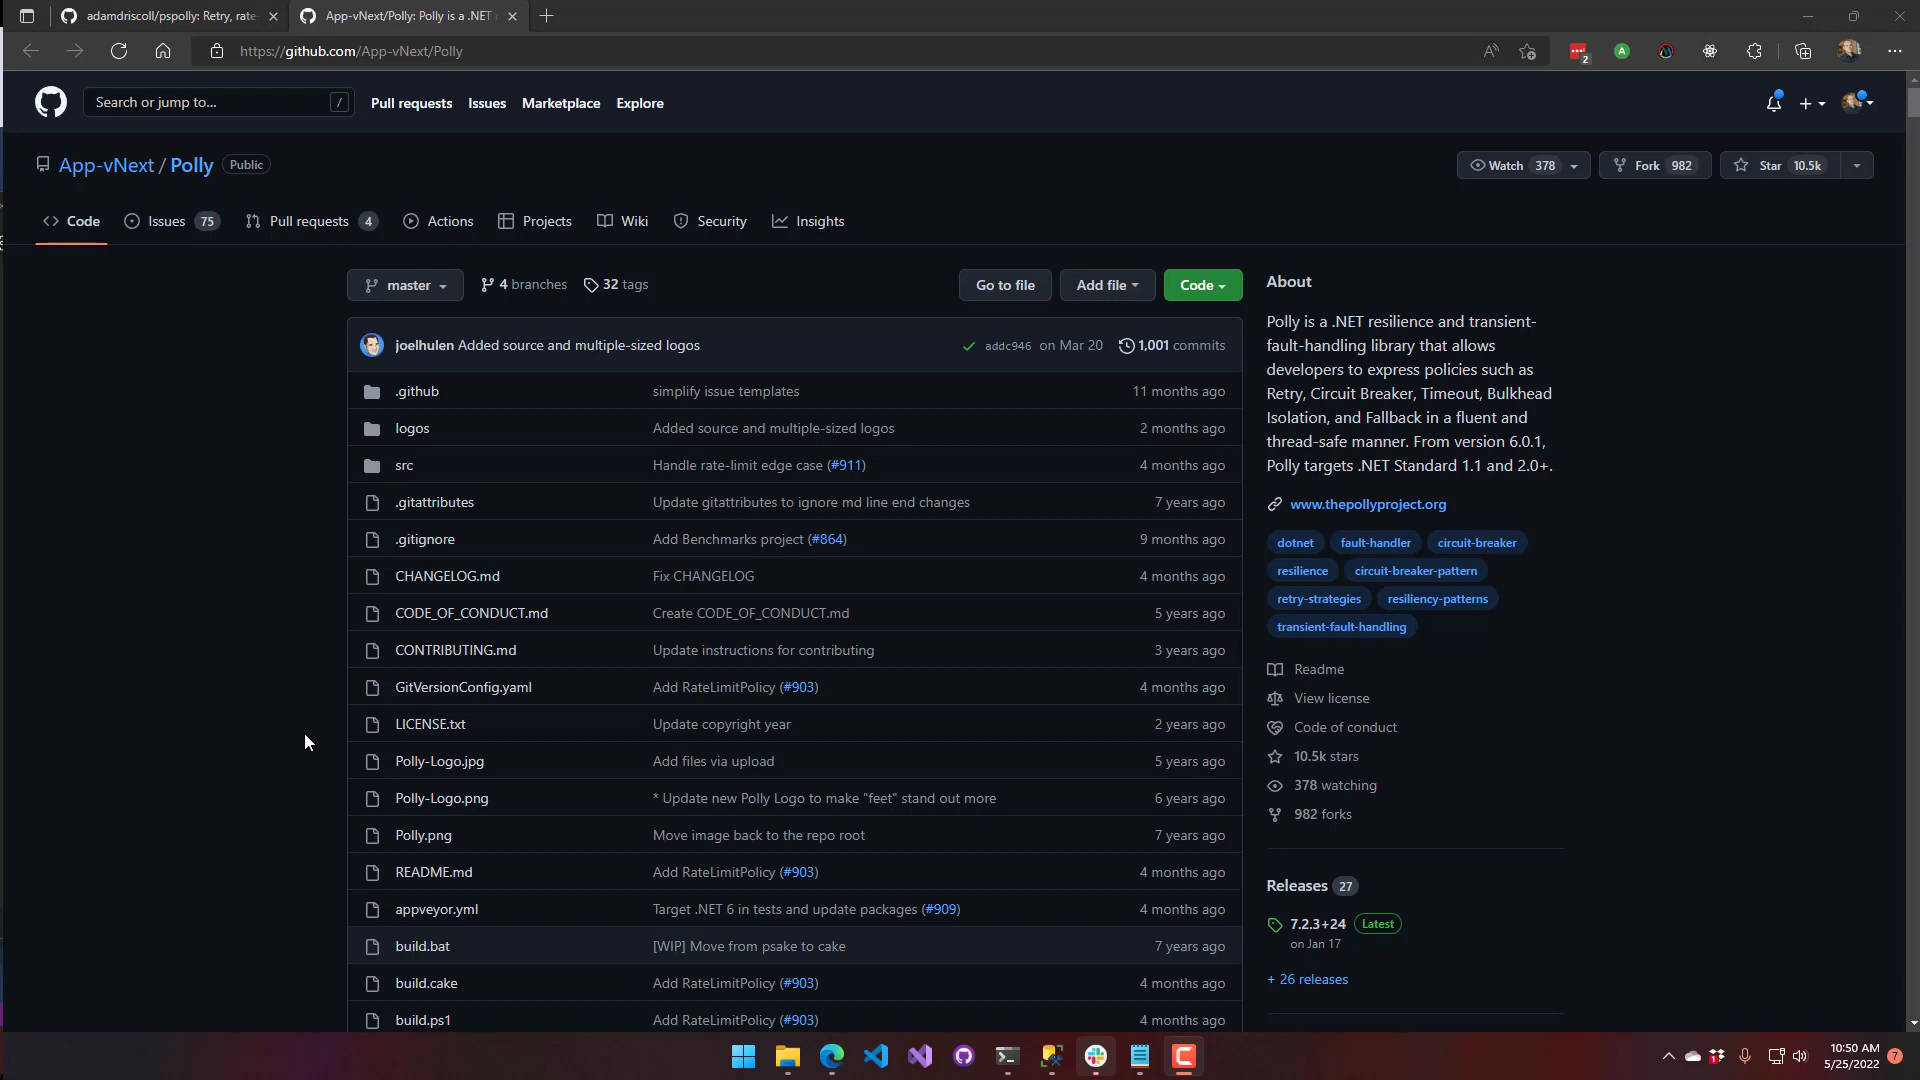 adamdriscoll/pspolly: Retry, rate
App-vNext/Polly: Polly is a .NET
https://github.com/App-vNext/Polly
2
A
Search or jump to...
/
Pull requests
Issues
Marketplace
Explore
App-vNext / Polly
Public
Watch 378
Fork 982
Star 10.5k
Code
Issues 75
Pull requests 4
Actions
Projects
Wiki
Security
Insights
master
4 branches
32 tags
Go to file
Add file
Code
joelhulen Added source and multiple-sized logos
addc946 on Mar 20
1,001 commits
.github simplify issue templates 11 months ago
logos Added source and multiple-sized logos 2 months ago
src Handle rate-limit edge case (#911) 4 months ago
.gitattributes Update gitattributes to ignore md line end changes 7 years ago
.gitignore Add Benchmarks project (#864) 9 months ago
CHANGELOG.md Fix CHANGELOG 4 months ago
CODE_OF_CONDUCT.md Create CODE_OF_CONDUCT.md 5 years ago
CONTRIBUTING.md Update instructions for contributing 3 years ago
GitVersionConfig.yaml Add RateLimitPolicy (#903) 4 months ago
LICENSE.txt Update copyright year 2 years ago
Polly-Logo.jpg Add files via upload 5 years ago
Polly-Logo.png * Update new Polly Logo to make "feet" stand out more 6 years ago
Polly.png Move image back to the repo root 7 years ago
README.md Add RateLimitPolicy (#903) 4 months ago
appveyor.yml Target .NET 6 in tests and update packages (#909) 4 months ago
build.bat [WIP] Move from psake to cake 7 years ago
build.cake Add RateLimitPolicy (#903) 4 months ago
build.ps1 Add RateLimitPolicy (#903) 4 months ago
About
Polly is a .NET resilience and transient-
fault-handling library that allows
developers to express policies such as
Retry, Circuit Breaker, Timeout, Bulkhead
Isolation, and Fallback in a fluent and
thread-safe manner. From version 6.0.1,
Polly targets .NET Standard 1.1 and 2.0+.
www.thepollyproject.org
dotnet fault-handler circuit-breaker
resilience circuit-breaker-pattern
retry-strategies resiliency-patterns
transient-fault-handling
Readme
View license
Code of conduct
10.5k stars
378 watching
982 forks
Releases 27
7.2.3+24 Latest
on Jan 17
+ 26 releases
1
10:50 AM
5/25/2022
7